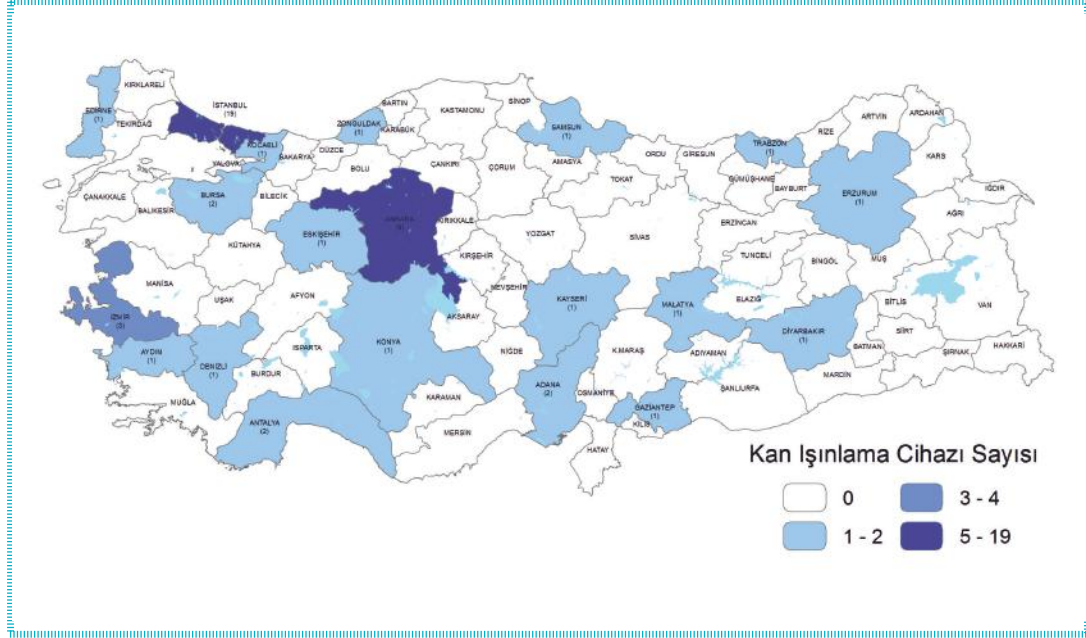 KIRKLARELİ
EDİRNE
(1)
TEKİRDAĞ
İSTANBUL
(19)
KOCAELİ
(1)
YALOVA
SAKARYA
DÜZCE
ZONGULDAK
(1)
BARTIN
KARABÜK
KASTAMONU
SİNOP
SAMSUN
(1)
ORDU
GİRESUN
TRABZON
(1)
RİZE
ARTVİN
ARDAHAN
KARS
IĞDIR
ÇANAKKALE
BALIKESİR
BURSA
(2)
BİLECİK
BOLU
ÇANKIRI
ÇORUM
AMASYA
TOKAT
GÜMÜŞHANE
BAYBURT
ERZURUM
(1)
AĞRI
KÜTAHYA
ESKİŞEHİR
(1)
ANKARA
KIRIKKALE
YOZGAT
SİVAS
ERZİNCAN
TUNCELİ
BİNGÖL
MUŞ
MANİSA
UŞAK
AFYON
KIRŞEHİR
NEVŞEHİR
KAYSERİ
(1)
MALATYA
(1)
ELAZIĞ
DİYARBAKIR
(1)
BİTLİS
VAN
İZMİR
(3)
AYDIN
(1)
DENİZLİ
(1)
ISPARTA
BURDUR
KONYA
(1)
AKSARAY
NİĞDE
K.MARAŞ
ADIYAMAN
BATMAN
SİİRT
ŞIRNAK
HAKKARİ
MUĞLA
ANTALYA
(2)
KARAMAN
MERSİN
ADANA
(2)
OSMANİYE
GAZİANTEP
(1)
KİLİS
HATAY
ŞANLIURFA
MARDİN
Kan Işınlama Cihazı Sayısı
0
3 - 4
1 - 2
5 - 19